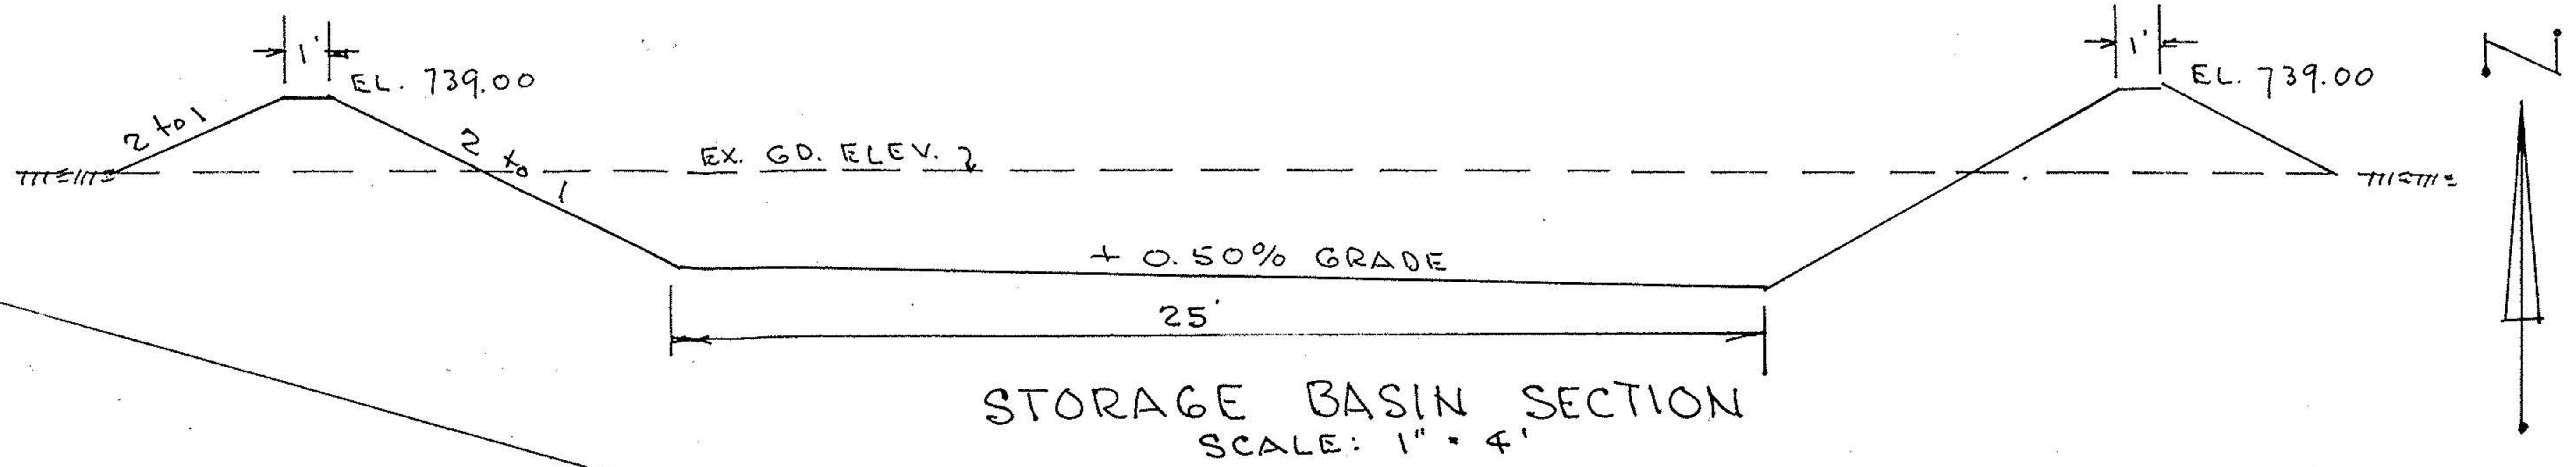 1'
EL. 739.00
2 to 1
2 to 1
EX. GD. ELEV.
1'
EL. 739.00
+ 0.50% GRADE
25'
STORAGE BASIN SECTION
SCALE: 1" = 4'
N